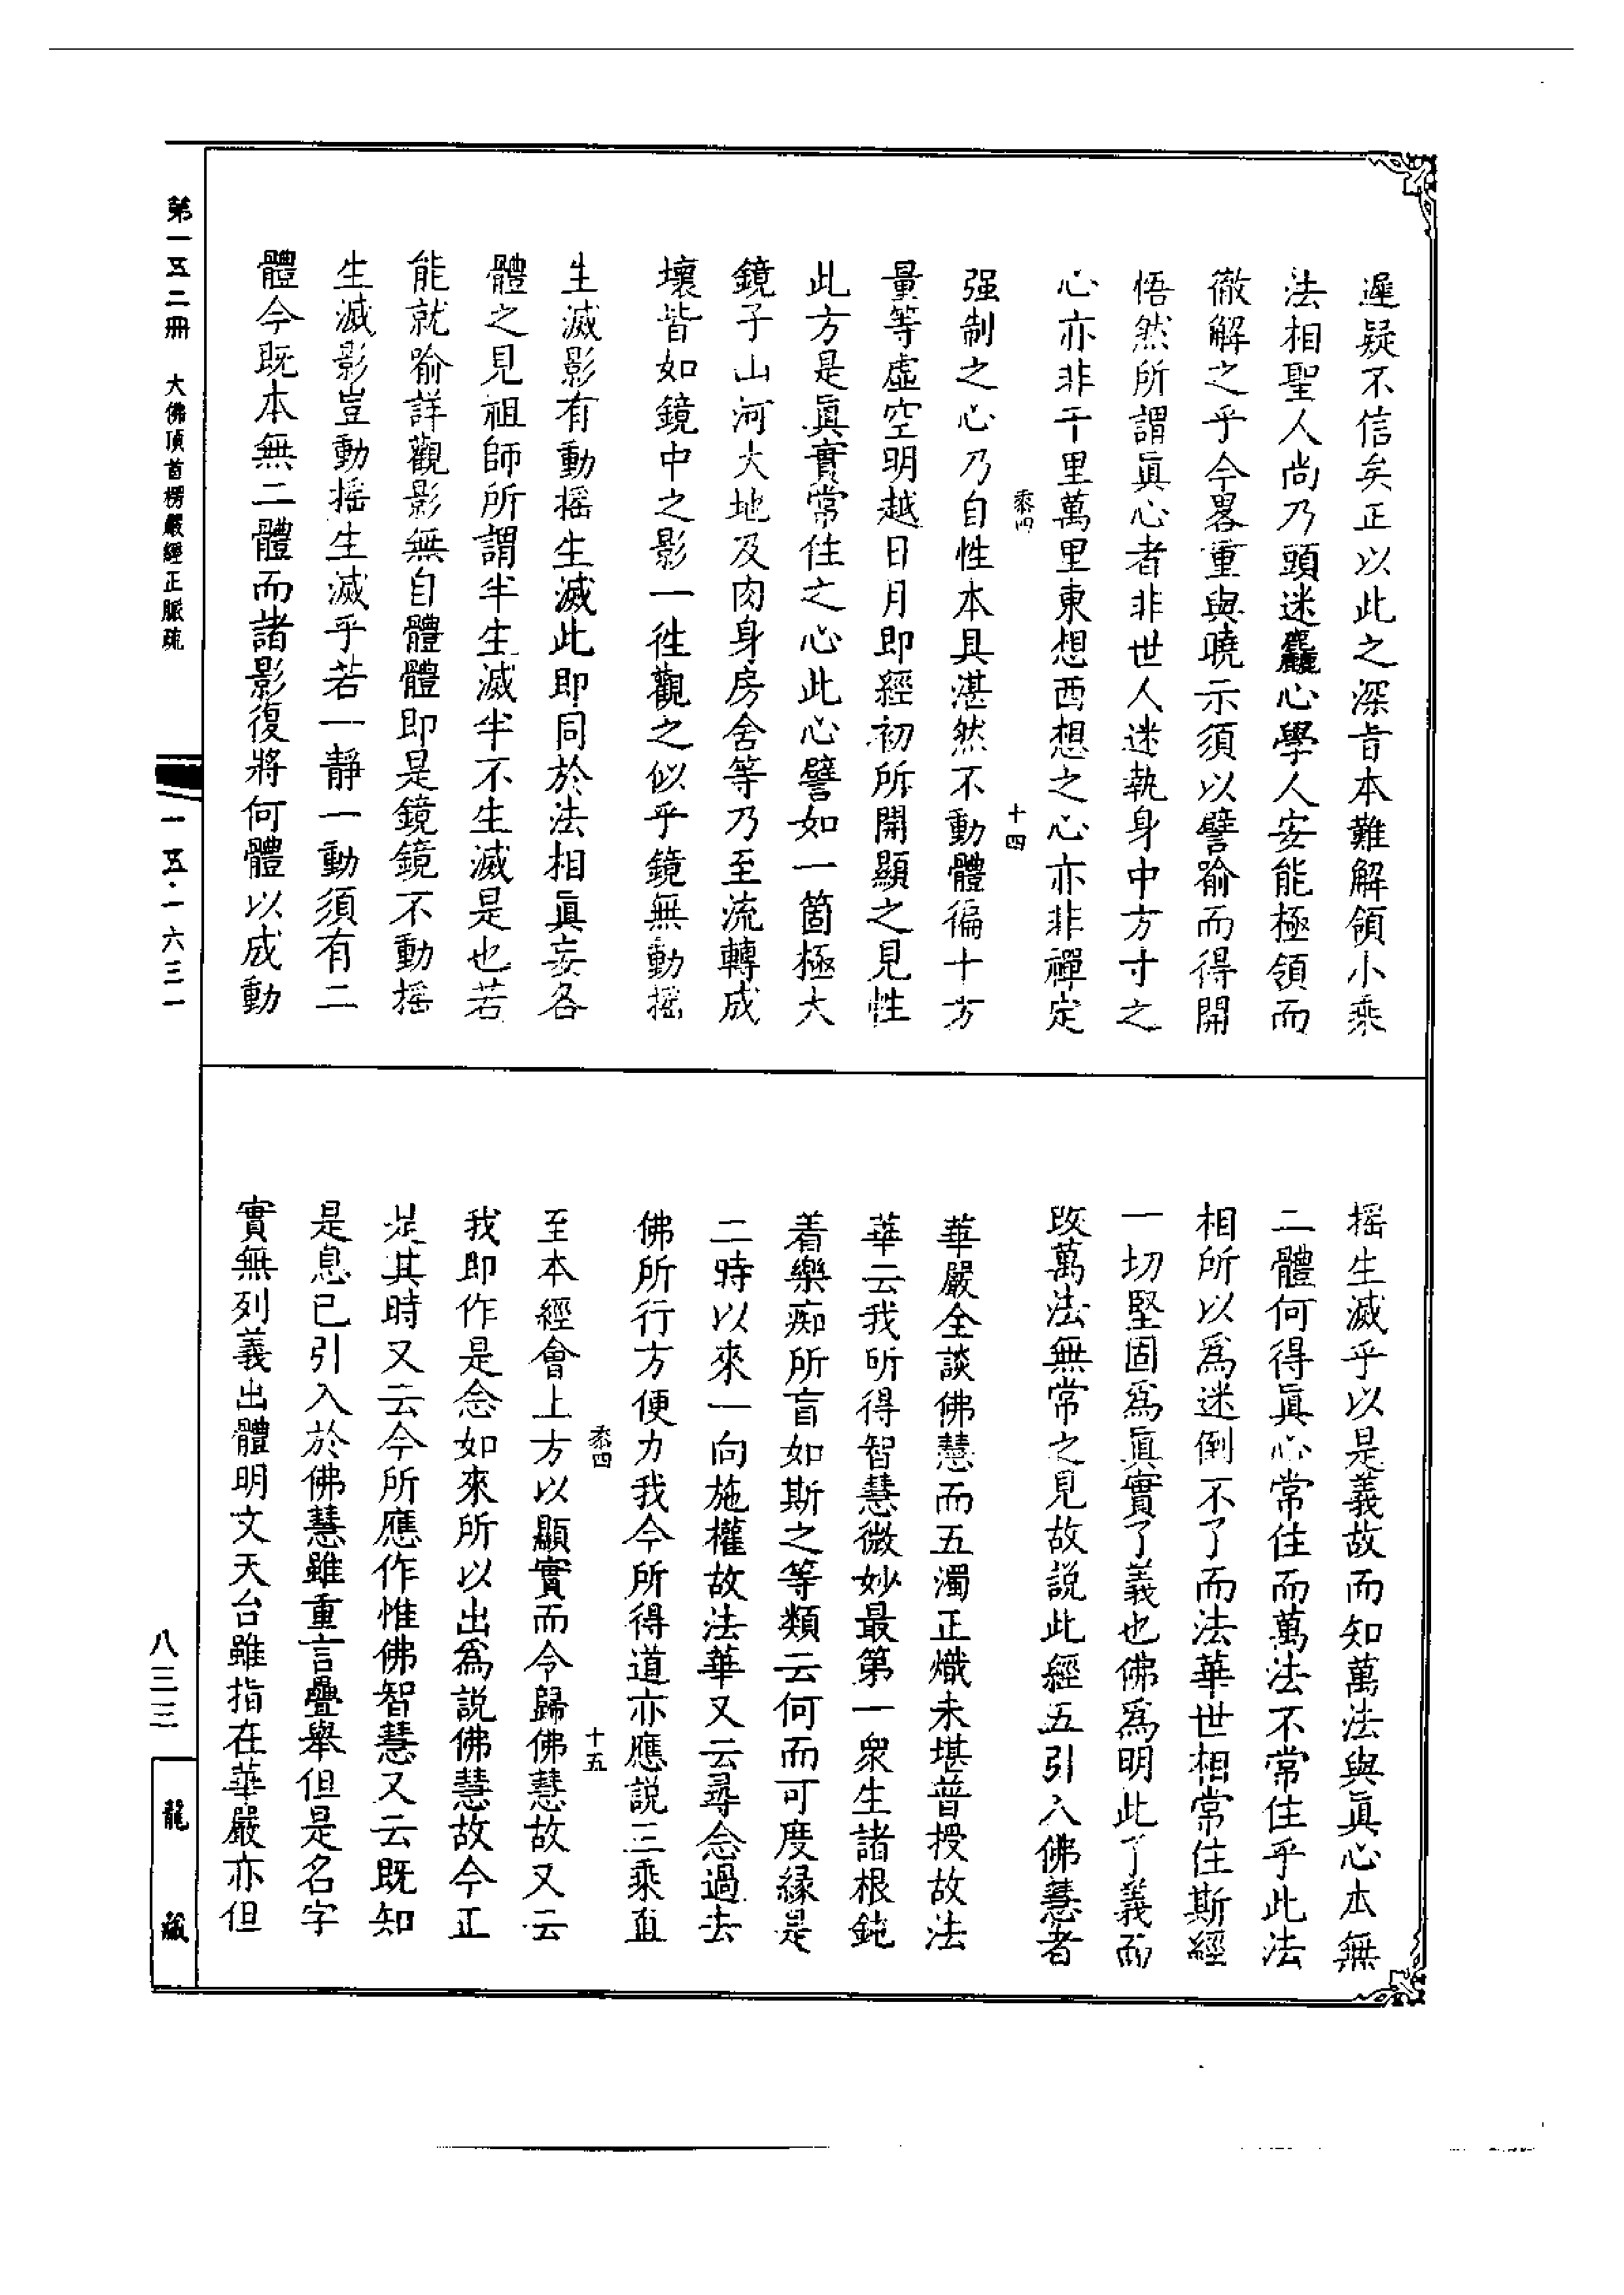 遲疑不信矣正以此之深旨本難解領小乘
法相聖人尚乃頭迷麤心學人安能極領而
徹解之乎今畧重與曉示須以譬喻而得開
悟然所謂眞心者非世人迷執身中方寸之
心亦非千里萬里東想西想之心亦非禪定
黍四 十四
强制之心乃自性本具湛然不動體徧十方
量等虛空明越日月即經初所開顯之見性
此方是眞實常住之心此心譬如一箇極大
鏡子山河大地及肉身房舍等乃至流轉成
壞皆如鏡中之影一徃觀之似乎鏡無動摇
生滅影有動摇生滅此即同於法相眞妄各
體之見祖師所謂半生滅半不生滅是也若
能就喻詳觀影無自體體即是鏡鏡不動摇
生滅影豈動摇生滅乎若一静一動須有二
體今既本無二體而諸影復將何體以成動
摇生滅乎以是義故而知萬法與眞心本無
二體何得眞心常住而萬法不常住乎此法
相所以爲迷倒不了而法華世相常住斯經
一切堅固爲眞實了義也佛爲明此了義而
破萬法無常之見故説此經五引入佛慧者
華嚴全談佛慧而五濁正熾未堪普授故法
華云我所得智慧微妙最第一衆生諸根鈍
着樂痴所盲如斯之等類云何而可度緣是
二時以來一向施權故法華又云尋念過去
佛所行方便力我今所得道亦應説三乘直
黍四 十五
至本經會上方以顯實而令歸佛慧故又云
我即作是念如來所以出爲説佛慧故今正
是其時又云今所應作惟佛智慧又云既知
是息已引入於佛慧雖重言疊舉但是名字
實無列義出體明文天台雖指在華嚴亦但
第一五二冊 大佛頂首楞嚴經正脈疏
一五·一六三一
八三三
龍藏